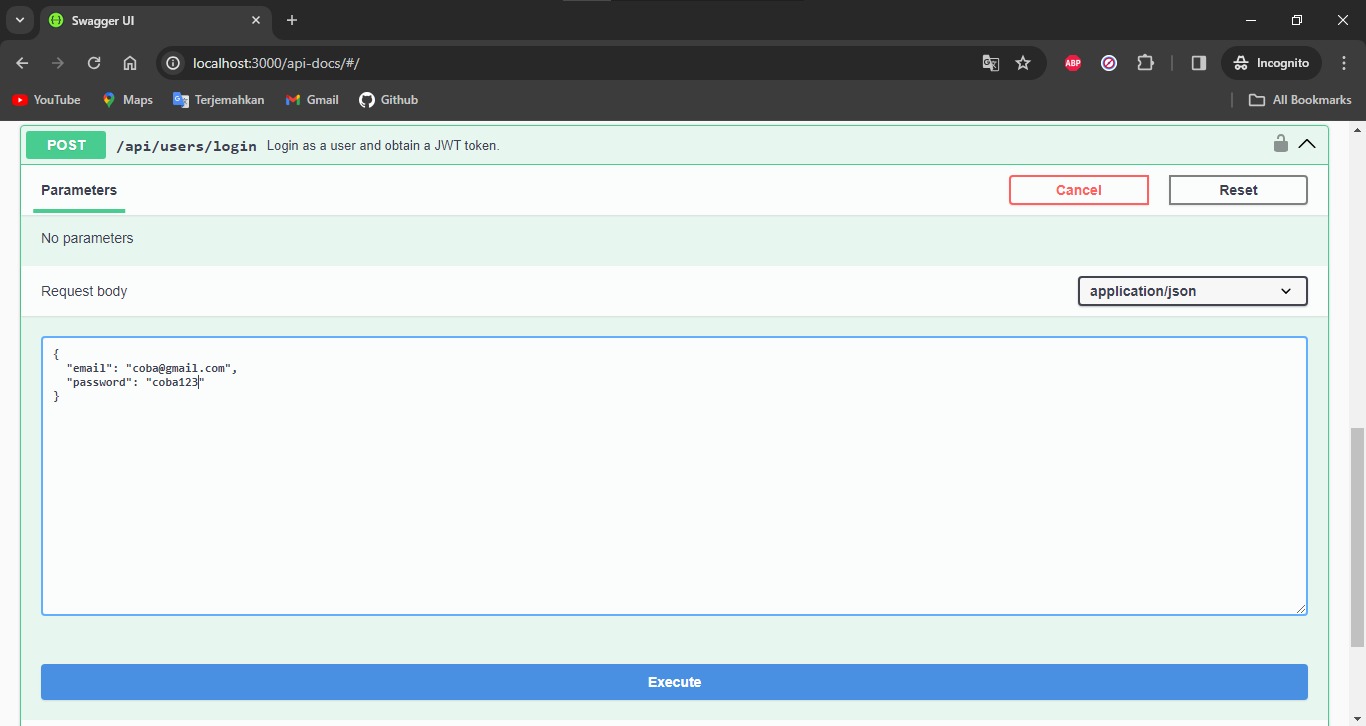 Swagger UI
localhost:3000/api-docs/#/
ABP
Incognito
YouTube Maps Terjemahkan Gmail Github All Bookmarks
POST /api/users/login Login as a user and obtain a JWT token.
Parameters Cancel Reset
No parameters
Request body application/json
{
"email": "coba@gmail.com",
"password": "coba123"
}
Execute